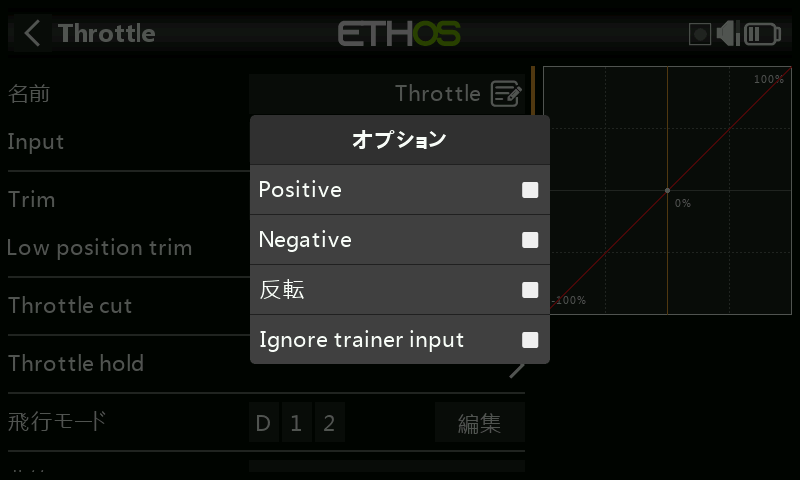 Throttle
ETHOS
名前
Throttle
Input
Trim
Low position trim
Throttle cut
Throttle hold
飛行モード
D 1 2
編集
オプション
Positive
Negative
反転
Ignore trainer input
100%
0%
-100%